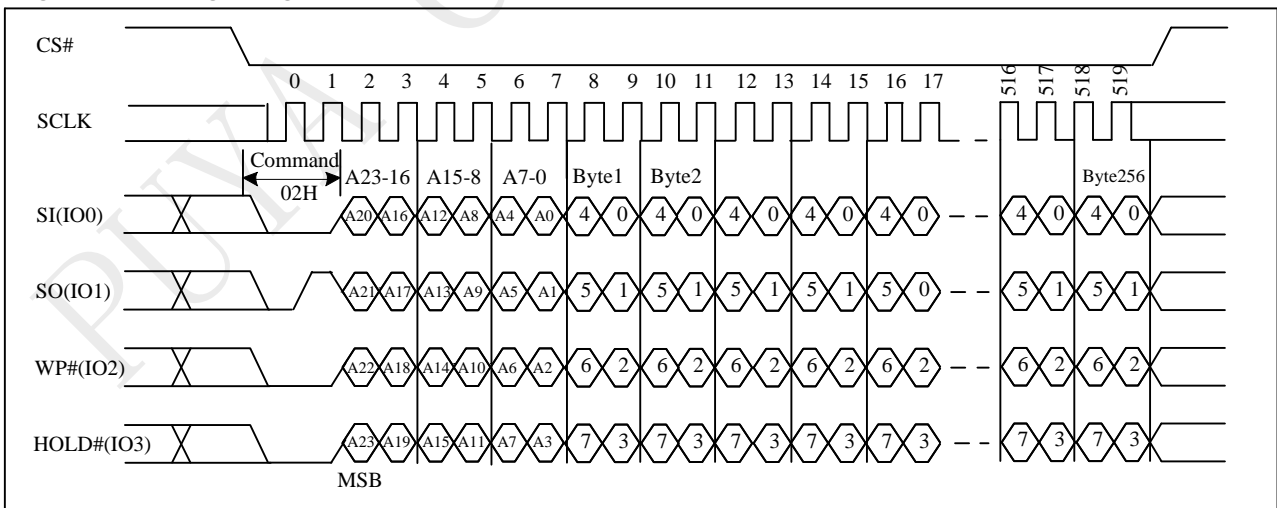 PUYA
CS#
0 1 2 3 4 5 6 7 8 9 10 11 12 13 14 15 16 17 516 517 518 519
SCLK
Command
02H
A23-16 A15-8 A7-0 Byte1 Byte2 Byte256
SI(IO0) A20 A16 A12 A8 A4 A0 4 0 4 0 4 0 4 0 4 0 4 0 4 0
SO(IO1) A21 A17 A13 A9 A5 A1 5 1 5 1 5 1 5 1 5 0 5 1 5 1
WP#(IO2) A22 A18 A14 A10 A6 A2 6 2 6 2 6 2 6 2 6 2 6 2 6 2
HOLD#(IO3) A23 A19 A15 A11 A7 A3 7 3 7 3 7 3 7 3 7 3 7 3 7 3
MSB